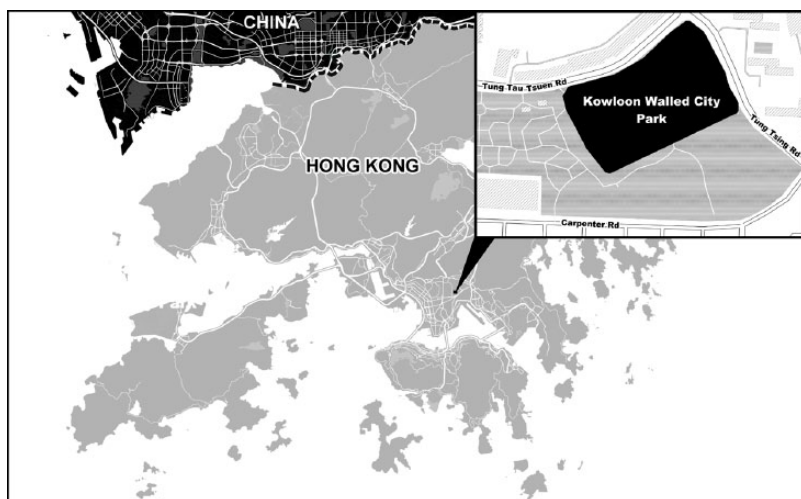 CHINA
HONG KONG
Tung Tau Tsuen Rd
Kowloon Walled City
Park
Tung Tsing Rd
Carpenter Rd